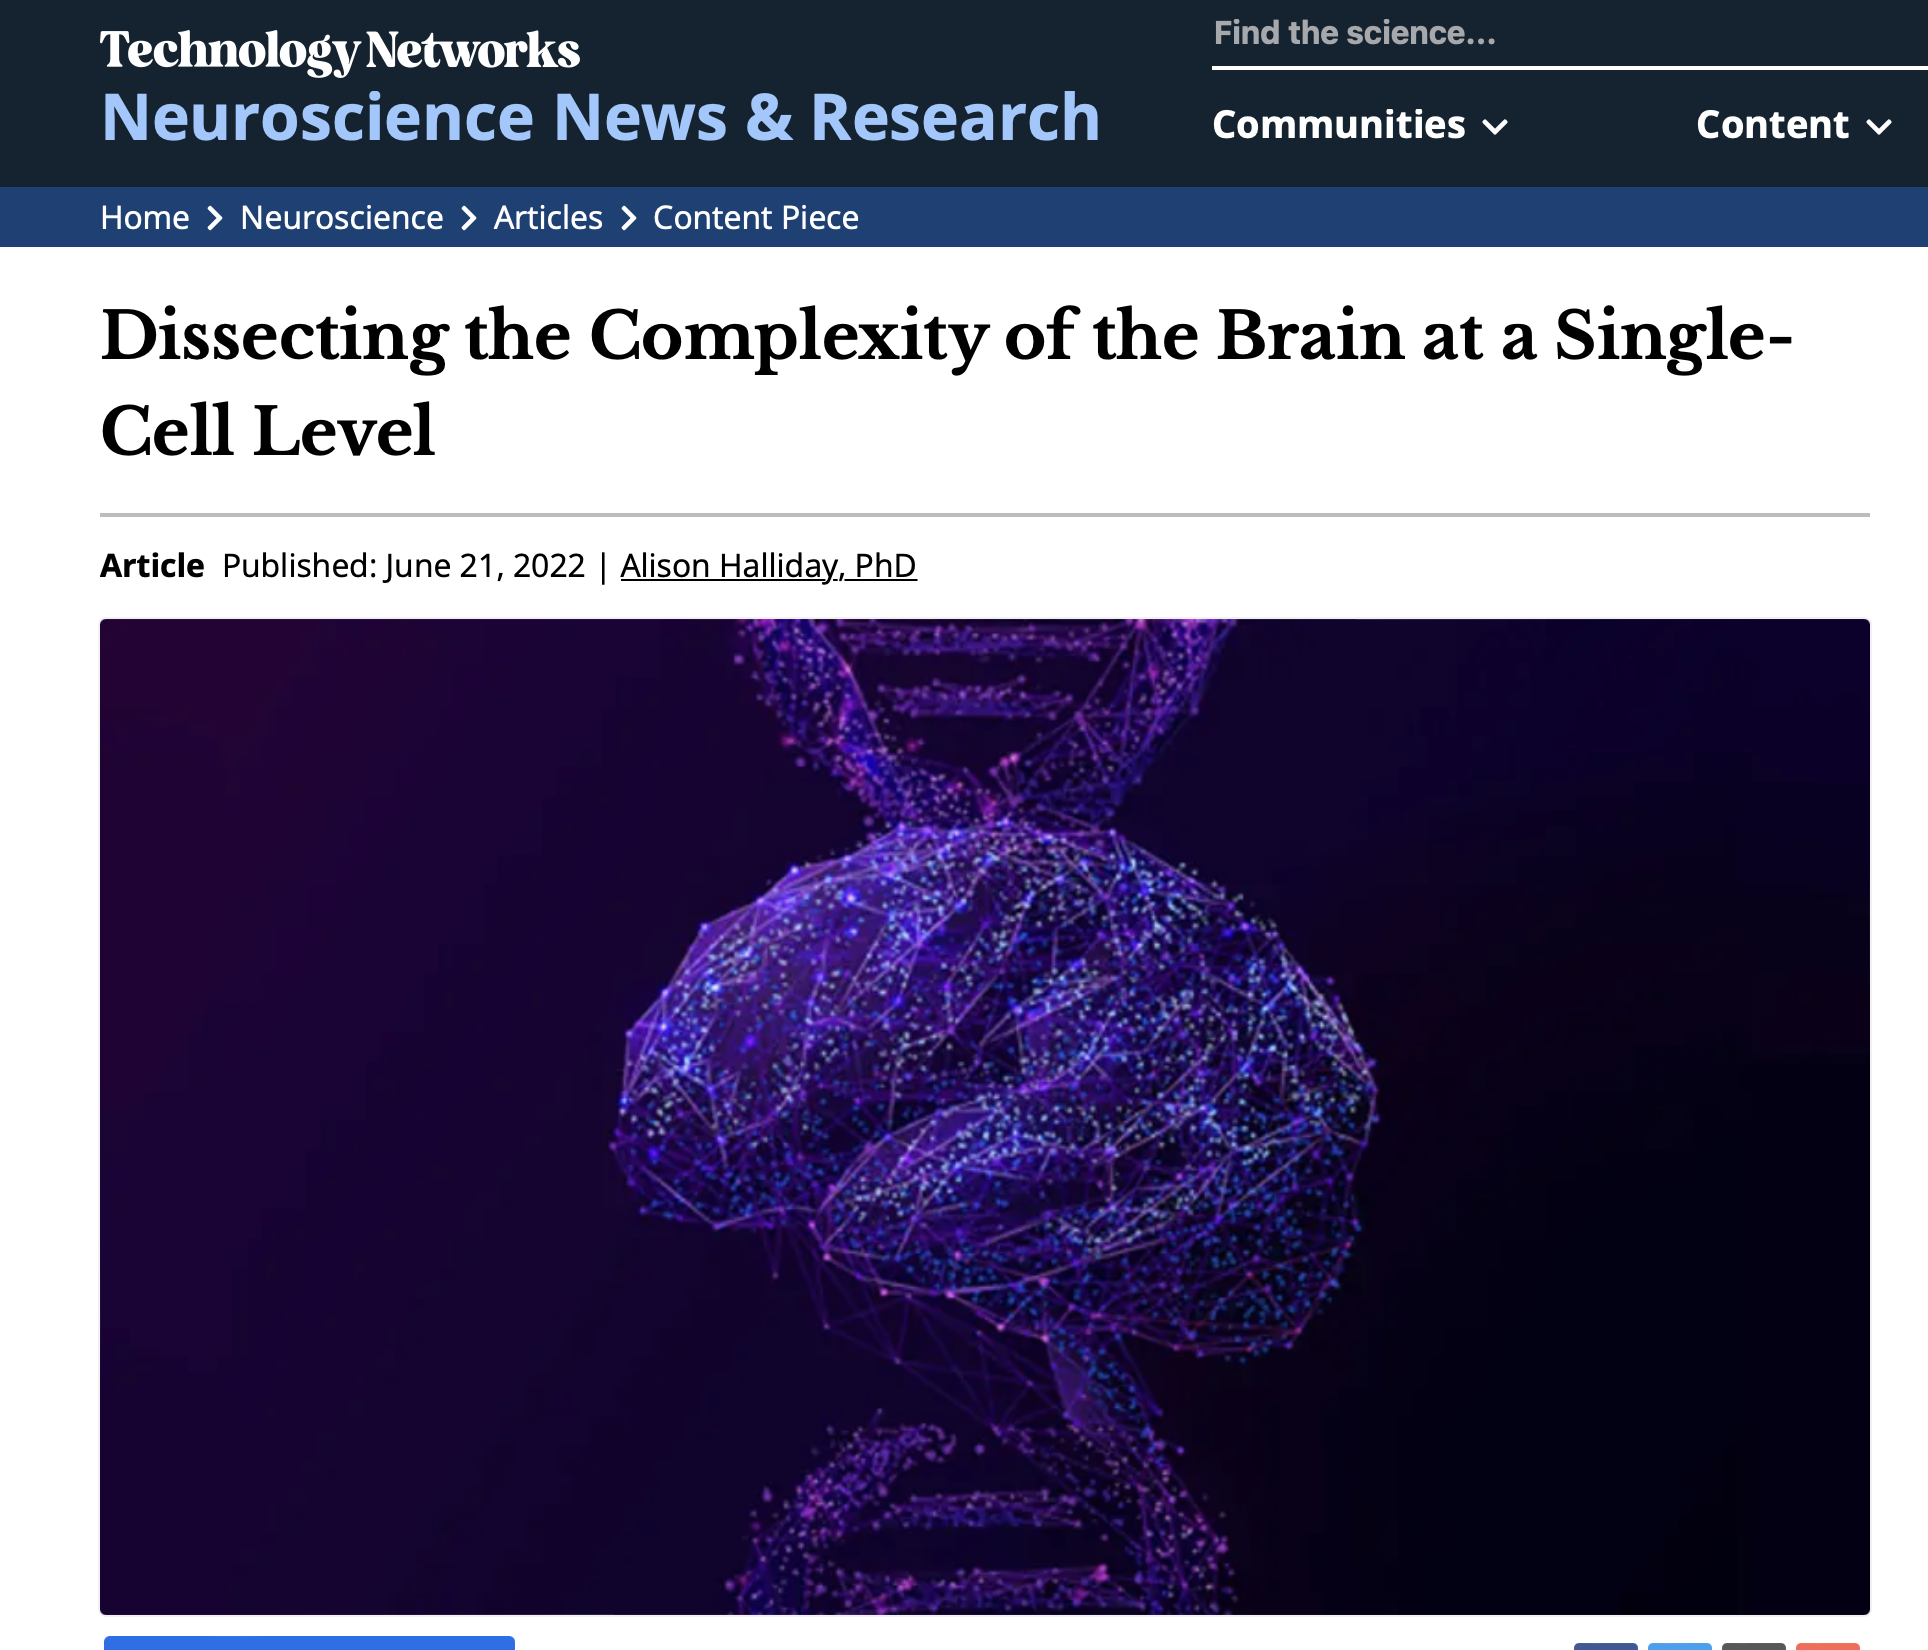 Technology Networks
Neuroscience News & Research
Find the science...
Communities
Content
Home
Neuroscience
Articles
Content Piece
Dissecting the Complexity of the Brain at a Single-
Cell Level
Article Published: June 21, 2022 | Alison Halliday, PhD